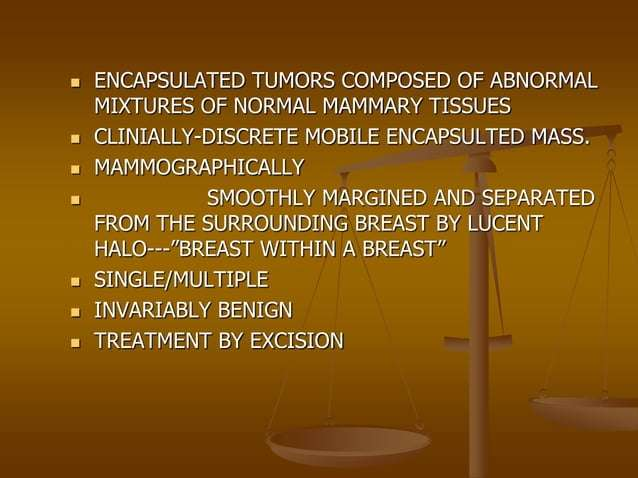 ENCAPSULATED TUMORS COMPOSED OF ABNORMAL
MIXTURES OF NORMAL MAMMARY TISSUES
CLINIALLY-DISCRETE MOBILE ENCAPSULTED MASS.
MAMMOGRAPHICALLY
SMOOTHLY MARGINED AND SEPARATED
FROM THE SURROUNDING BREAST BY LUCENT
HALO---”BREAST WITHIN A BREAST”
SINGLE/MULTIPLE
INVARIABLY BENIGN
TREATMENT BY EXCISION